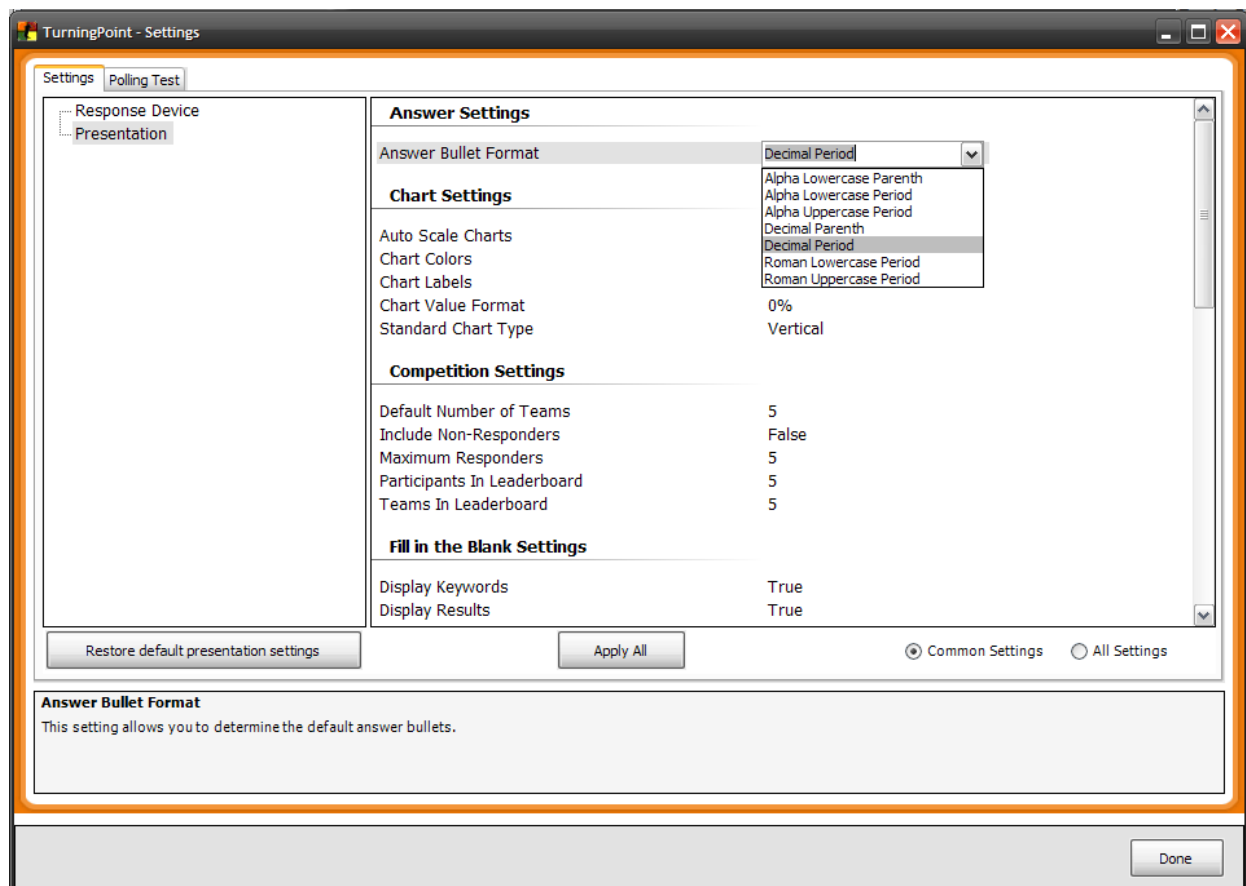 TurningPoint - Settings
Settings Polling Test
Response Device
Presentation
Answer Settings
Answer Bullet Format Decimal Period
Alpha Lowercase Parenth
Alpha Lowercase Period
Alpha Uppercase Period
Decimal Parenth
Decimal Period
Roman Lowercase Period
Roman Uppercase Period
Chart Settings
Auto Scale Charts
Chart Colors
Chart Labels
Chart Value Format 0%
Standard Chart Type Vertical
Competition Settings
Default Number of Teams 5
Include Non-Responders False
Maximum Responders 5
Participants In Leaderboard 5
Teams In Leaderboard 5
Fill in the Blank Settings
Display Keywords True
Display Results True
Restore default presentation settings Apply All Common Settings All Settings
Answer Bullet Format
This setting allows you to determine the default answer bullets.
Done